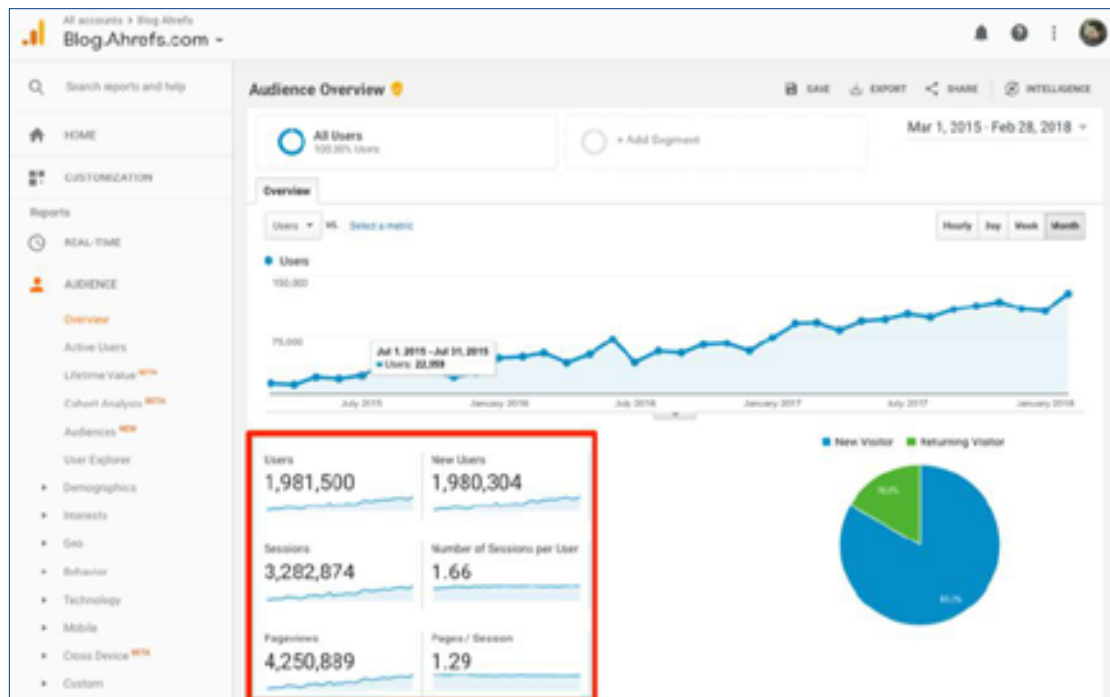 All accounts > Blog Ahrefs
Blog.Ahrefs.com
Search reports and help
HOME
CUSTOMIZATION
Reports
REAL-TIME
AUDIENCE
Overview
Active Users
Lifetime Value BETA
Cohort Analysis BETA
Audiences NEW
User Explorer
Demographics
Interests
Geo
Behavior
Technology
Mobile
Cross Device BETA
Custom
Audience Overview
SAVE EXPORT SHARE INTELLIGENCE
All Users
100.00% Users
+ Add Segment
Mar 1, 2015 - Feb 28, 2018
Overview
Users VS. Select a metric
Hourly Day Week Month
Users
150,000
75,000
Jul 1, 2015 - Jul 31, 2015
Users: 22,959
July 2015 January 2016 July 2016 January 2017 July 2017 January 2018
Users
1,981,500
New Users
1,980,304
Sessions
3,282,874
Number of Sessions per User
1.66
Pageviews
4,250,889
Pages / Session
1.29
New Visitor Returning Visitor